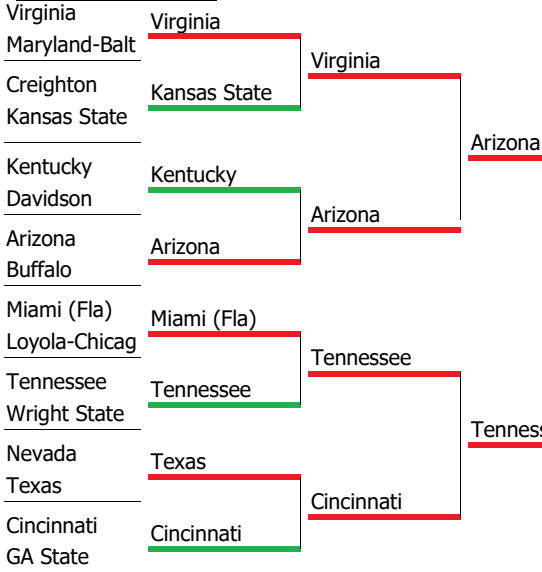 Virginia
Maryland-Balt
Creighton
Kansas State
Kentucky
Davidson
Arizona
Buffalo
Miami (Fla)
Loyola-Chicag
Tennessee
Wright State
Nevada
Texas
Cincinnati
GA State
Virginia
Kansas State
Kentucky
Arizona
Miami (Fla)
Tennessee
Texas
Cincinnati
Virginia
Arizona
Tennessee
Cincinnati
Arizona
Tennes